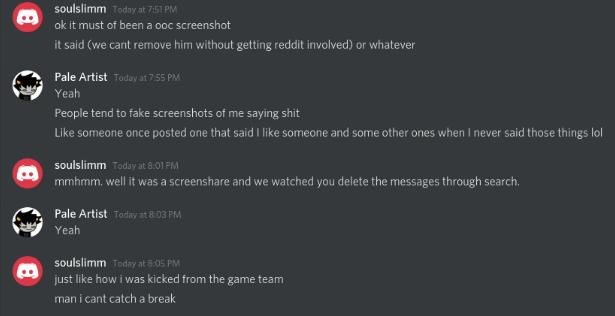 soulslimm Today at 7:51 PM
ok it must of been a ooc screenshot
it said (we cant remove him without getting reddit involved) or whatever
Pale Artist Today at 7:55 PM
Yeah
People tend to fake screenshots of me saying shit
Like someone once posted one that said I like someone and some other ones when I never said those things lol
soulslimm Today at 8:01 PM
mmhmm. well it was a screenshare and we watched you delete the messages through search.
Pale Artist Today at 8:03 PM
Yeah
soulslimm Today at 8:05 PM
just like how i was kicked from the game team
man i cant catch a break